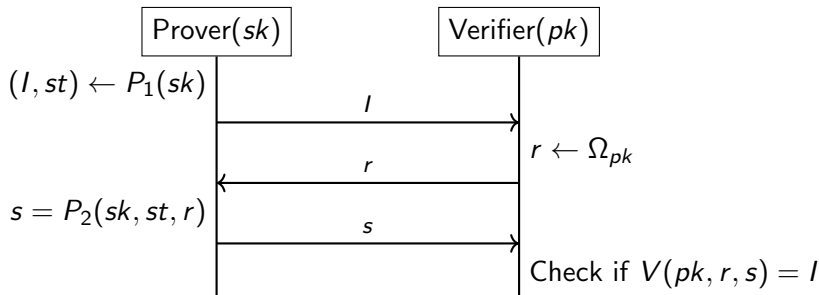 Prover(sk) Verifier(pk)
(I, st) ← P₁(sk)
I
r ← Ω_pk
r
s = P₂(sk, st, r)
s
Check if V(pk, r, s) = I